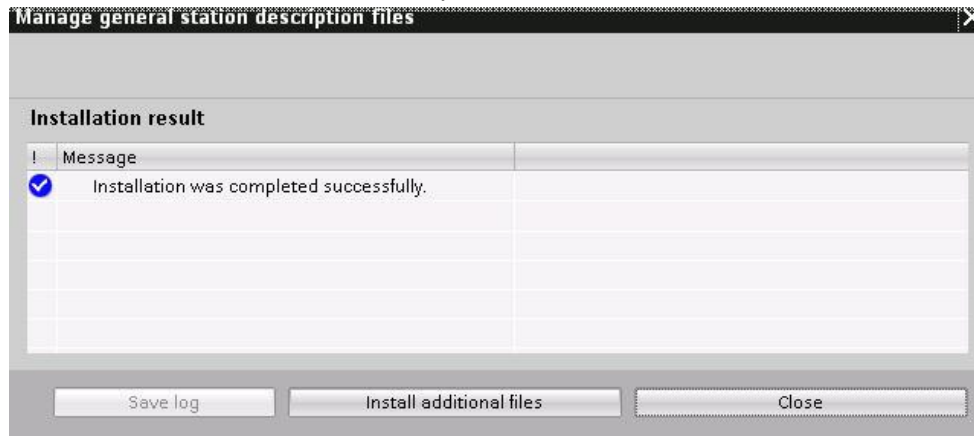 Manage general station description files
Installation result
! Message
Installation was completed successfully.
Save log
Install additional files
Close